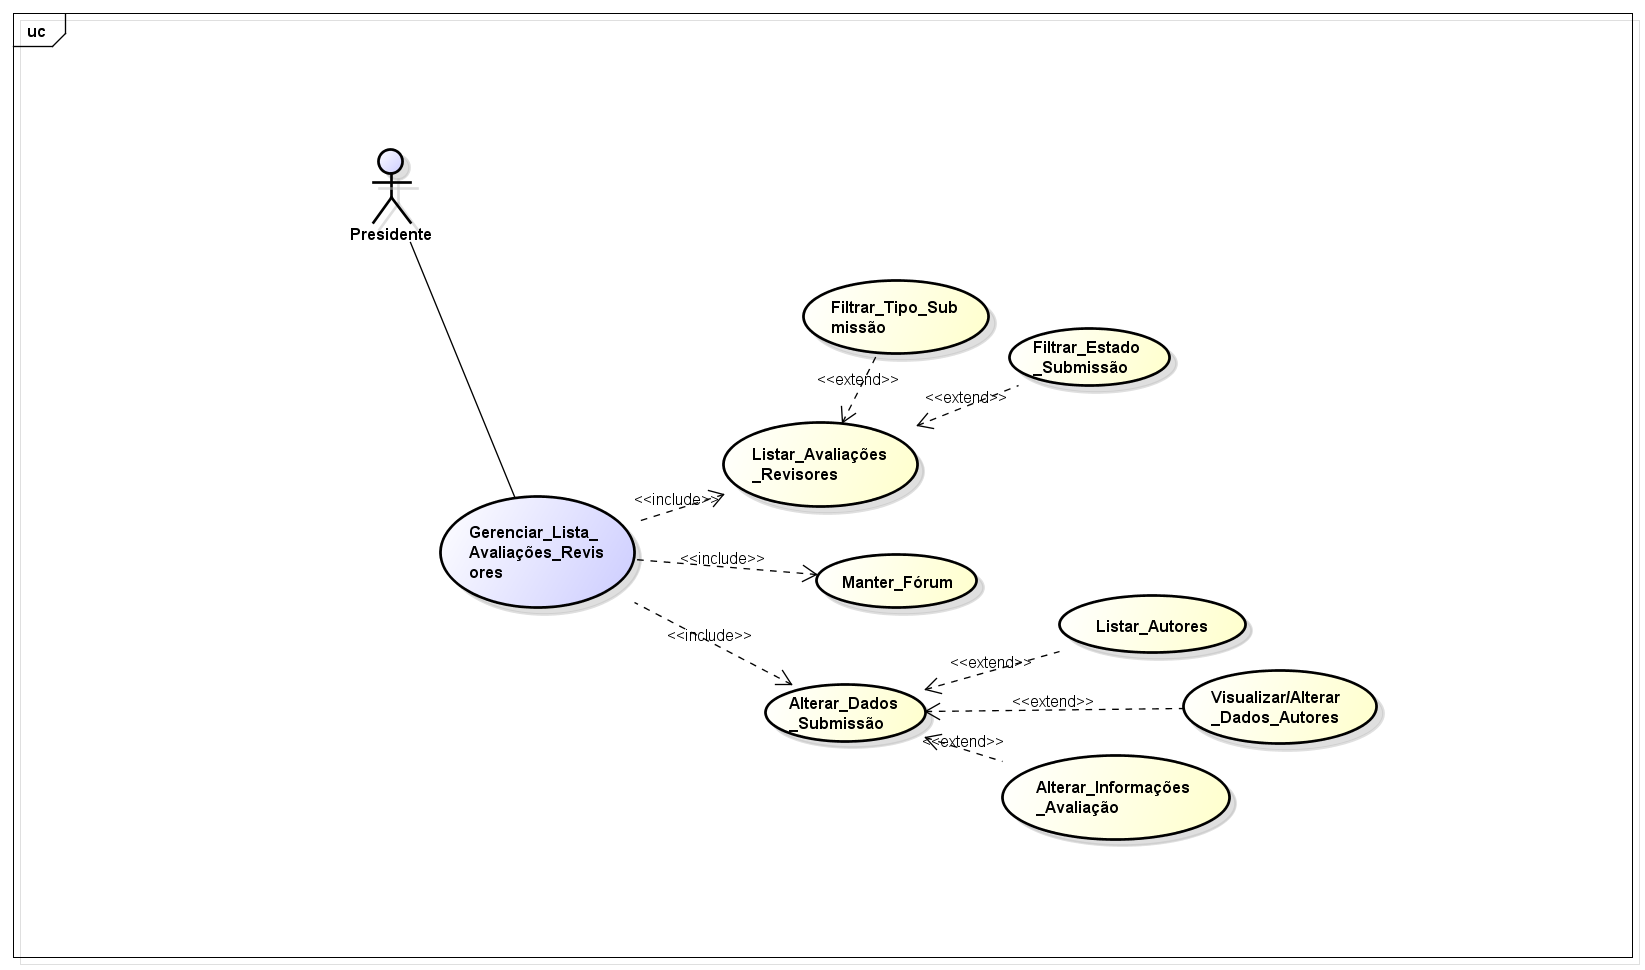 uc
Presidente
Filtrar_Tipo_Sub
missão
Filtrar_Estado
_Submissão
<<extend>>
<<extend>>
Listar_Avaliações
_Revisores
<<include>>
Gerenciar_Lista_
Avaliações_Revis
ores
<<include>>
Manter_Fórum
<<include>>
Listar_Autores
<<extend>>
Visualizar/Alterar
_Dados_Autores
<<extend>>
Alterar_Dados
_Submissão
<<extend>>
Alterar_Informações
_Avaliação